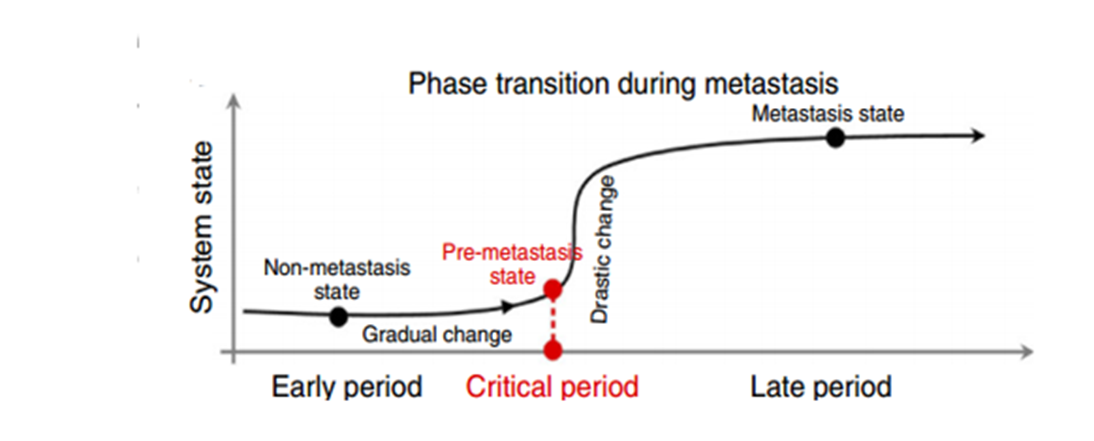 Phase transition during metastasis
Metastasis state
System state
Drastic change
Pre-metastasis
state
Non-metastasis
state
Gradual change
Early period
Critical period
Late period